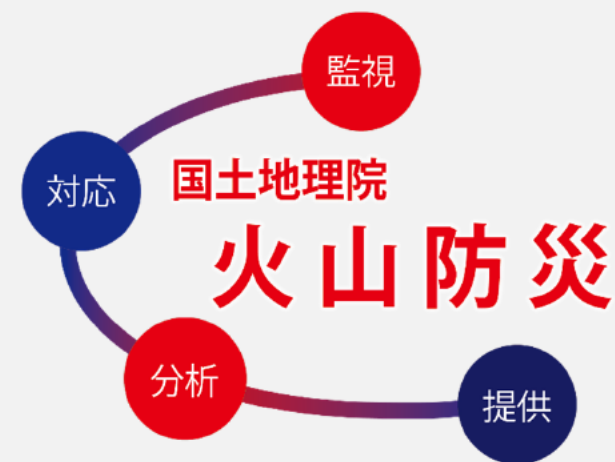 監視
対応
国土地理院
火山防災
分析
提供